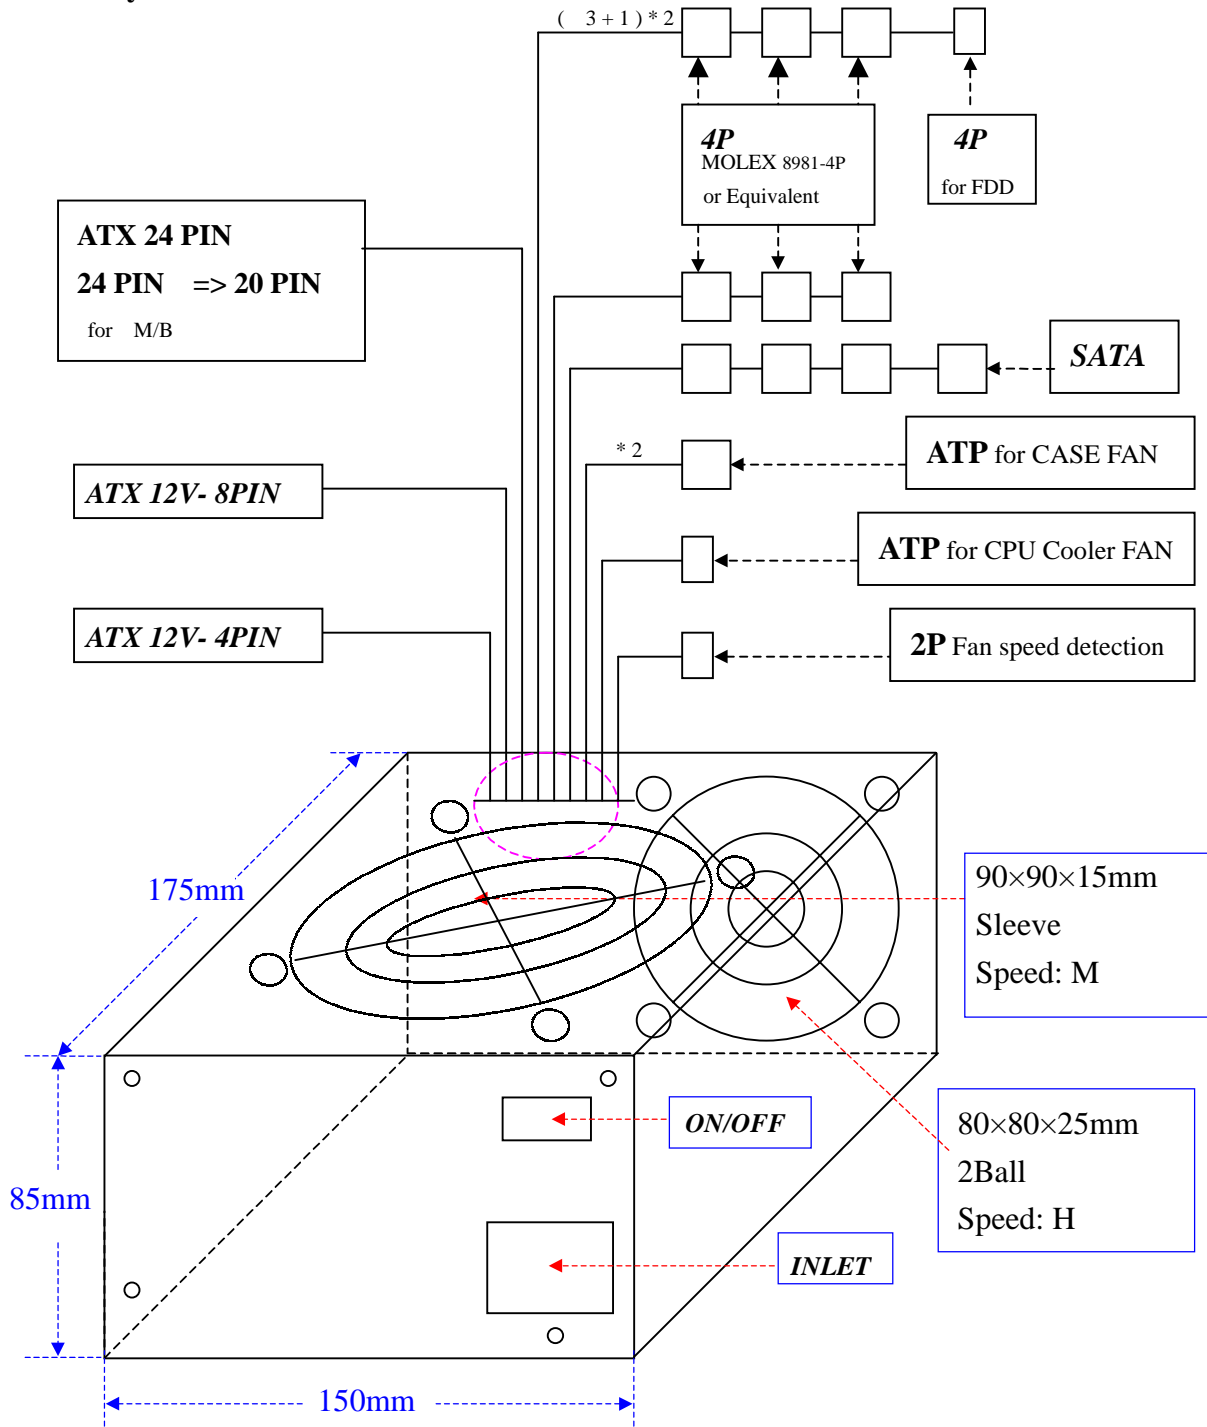 ( 3 + 1 ) * 2
4P
MOLEX 8981-4P
or Equivalent
4P
for FDD
ATX 24 PIN
24 PIN => 20 PIN
for M/B
SATA
* 2
ATP for CASE FAN
ATX 12V- 8PIN
ATP for CPU Cooler FAN
ATX 12V- 4PIN
2P Fan speed detection
175mm
90×90×15mm
Sleeve
Speed: M
ON/OFF
80×80×25mm
2Ball
Speed: H
85mm
INLET
150mm